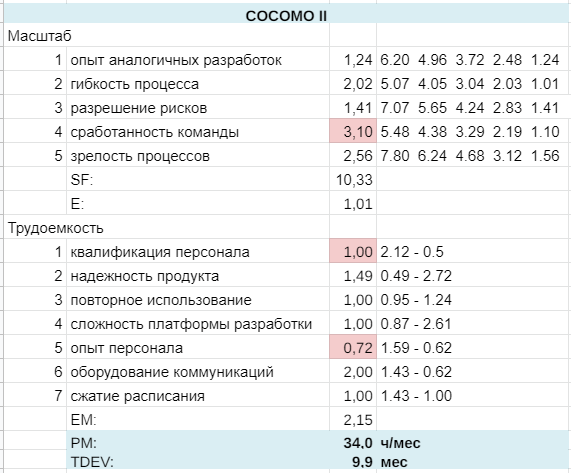 COCOMO II
Масштаб
1 опыт аналогичных разработок 1,24 6.20 4.96 3.72 2.48 1.24
2 гибкость процесса 2,02 5.07 4.05 3.04 2.03 1.01
3 разрешение рисков 1,41 7.07 5.65 4.24 2.83 1.41
4 сработанность команды 3,10 5.48 4.38 3.29 2.19 1.10
5 зрелость процессов 2,56 7.80 6.24 4.68 3.12 1.56
SF: 10,33
E: 1,01
Трудоемкость
1 квалификация персонала 1,00 2.12 - 0.5
2 надежность продукта 1,49 0.49 - 2.72
3 повторное использование 1,00 0.95 - 1.24
4 сложность платформы разработки 1,00 0.87 - 2.61
5 опыт персонала 0,72 1.59 - 0.62
6 оборудование коммуникаций 2,00 1.43 - 0.62
7 сжатие расписания 1,00 1.43 - 1.00
EM: 2,15
PM: 34,0 ч/мес
TDEV: 9,9 мес